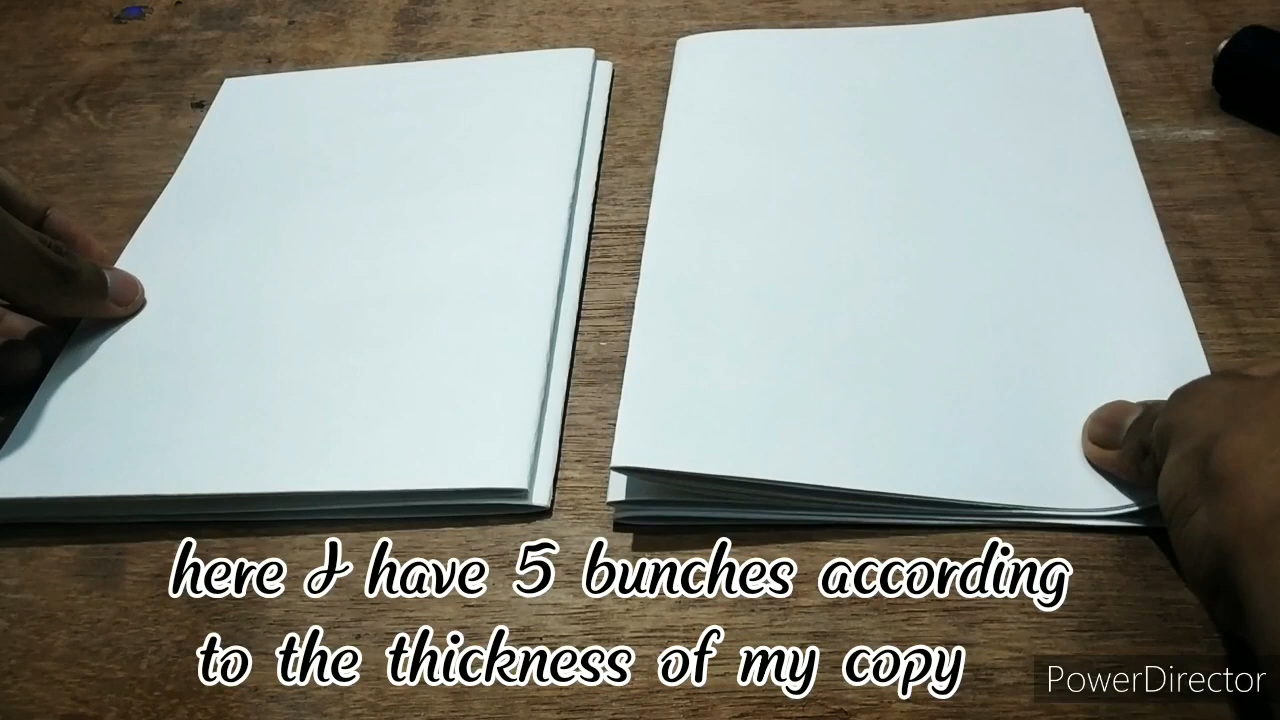 here I have 5 bunches according
to the thickness of my copy
PowerDirector